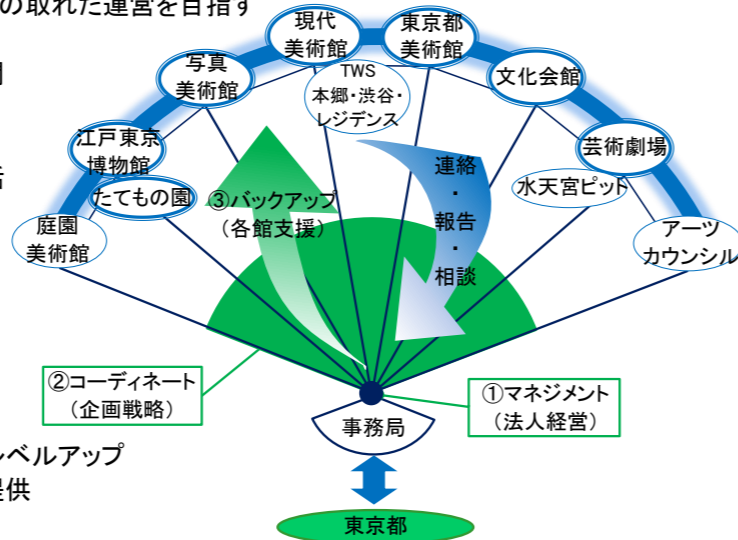 の取れた運営を目指す
現代
美術館
東京都
美術館
写真
美術館
TWS
本郷・渋谷・
レジデンス
文化会館
江戸東京
博物館
芸術劇場
たてもの園
水天宮ピット
庭園
美術館
アーツ
カウンシル
③バックアップ
(各館支援)
連絡
・
報告
・
相談
②コーディネート
(企画戦略)
①マネジメント
(法人経営)
事務局
レベルアップ
提供
東京都